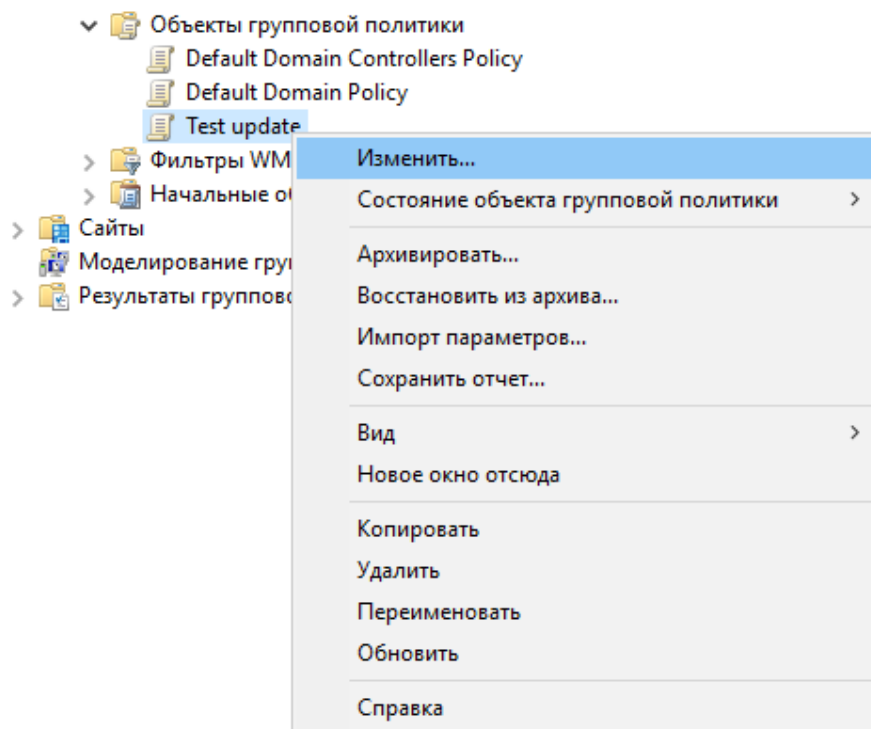 Объекты групповой политики
Default Domain Controllers Policy
Default Domain Policy
Test update
Фильтры WM
Начальные о
Сайты
Моделирование гру
Результаты группово
Изменить...
Состояние объекта групповой политики
Архивировать...
Восстановить из архива...
Импорт параметров...
Сохранить отчет...
Вид
Новое окно отсюда
Копировать
Удалить
Переименовать
Обновить
Справка